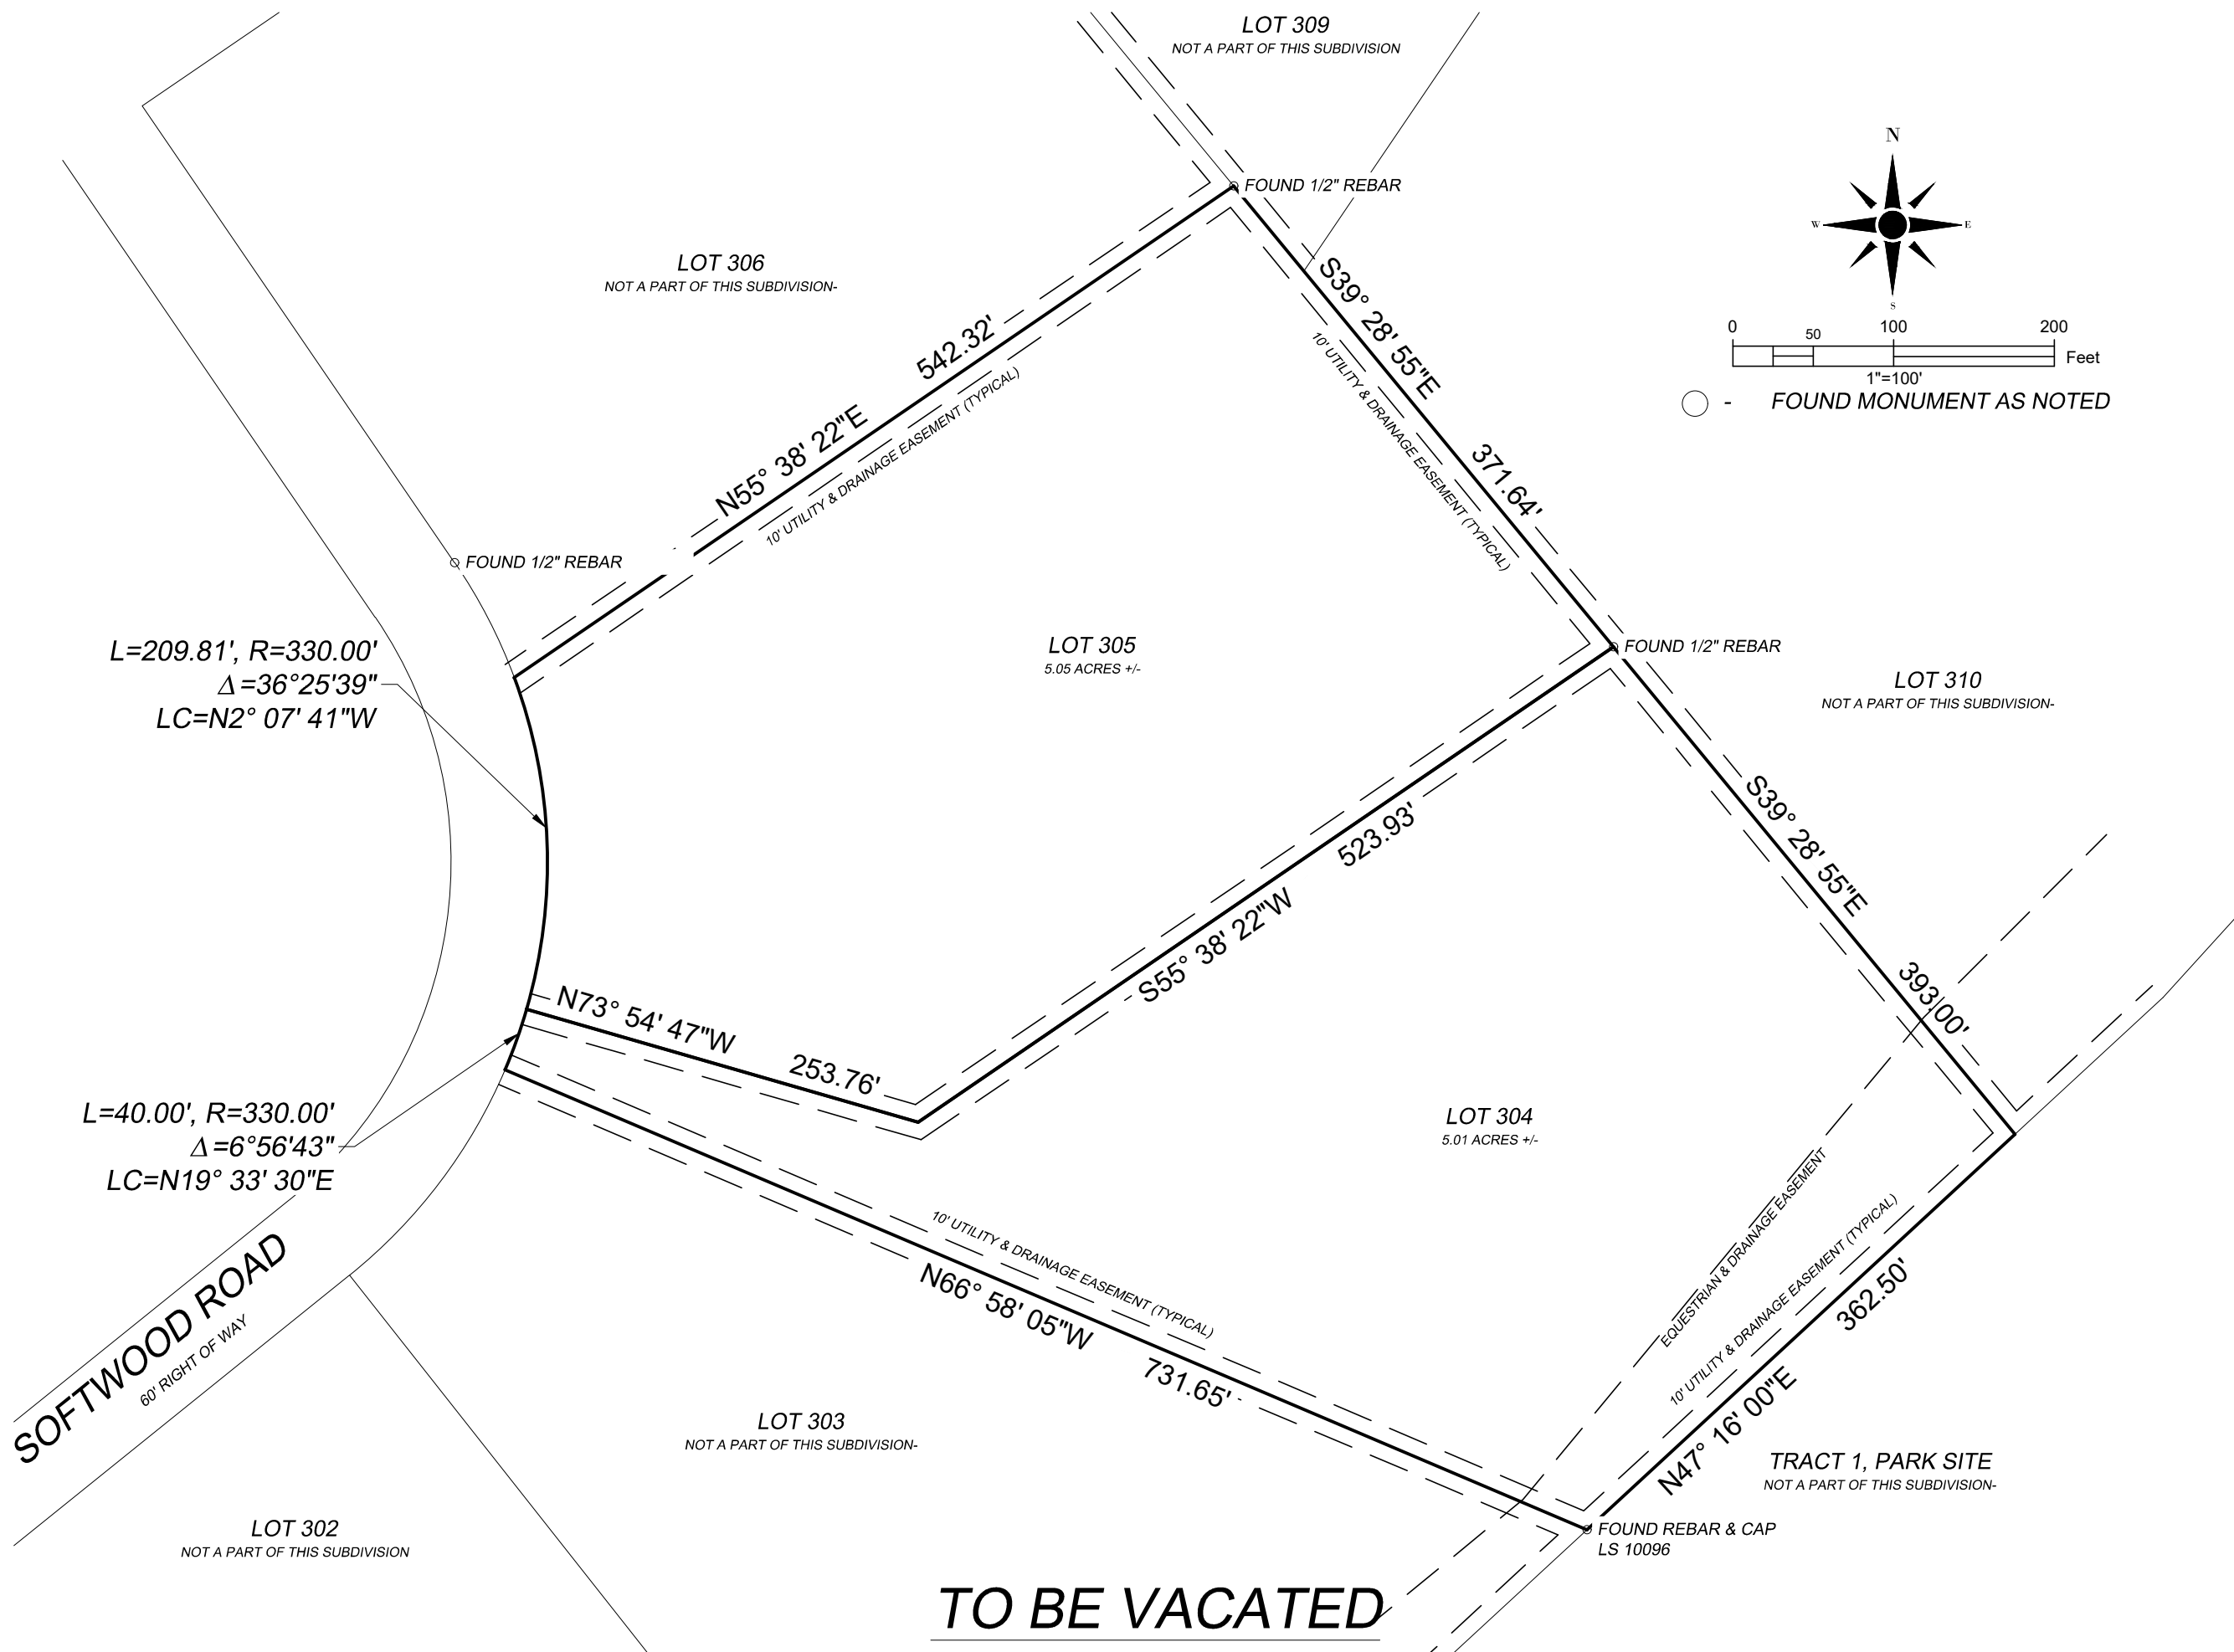 LOT 309
NOT A PART OF THIS SUBDIVISION
N
W
E
S
FOUND 1/2" REBAR
LOT 306
NOT A PART OF THIS SUBDIVISION-
S39° 28' 55"E
371.64'
10' UTILITY & DRAINAGE EASEMENT (TYPICAL)
0
50
100
200
Feet
1"=100'
- FOUND MONUMENT AS NOTED
N55° 38' 22"E
542.32'
10' UTILITY & DRAINAGE EASEMENT (TYPICAL)
FOUND 1/2" REBAR
L=209.81', R=330.00'
Δ=36°25'39"
LC=N2° 07' 41"W
LOT 305
5.05 ACRES +/-
FOUND 1/2" REBAR
LOT 310
NOT A PART OF THIS SUBDIVISION-
S39° 28' 55"E
393.00'
S55° 38' 22"W
523.93'
N73° 54' 47"W
253.76'
L=40.00', R=330.00'
Δ=6°56'43"
LC=N19° 33' 30"E
LOT 304
5.01 ACRES +/-
EQUESTRIAN & DRAINAGE EASEMENT
10' UTILITY & DRAINAGE EASEMENT (TYPICAL)
N47° 16' 00"E
362.50'
10' UTILITY & DRAINAGE EASEMENT (TYPICAL)
N66° 58' 05"W
731.65'
SOFTWOOD ROAD
60' RIGHT OF WAY
LOT 303
NOT A PART OF THIS SUBDIVISION-
TRACT 1, PARK SITE
NOT A PART OF THIS SUBDIVISION-
LOT 302
NOT A PART OF THIS SUBDIVISION
FOUND REBAR & CAP
LS 10096
TO BE VACATED